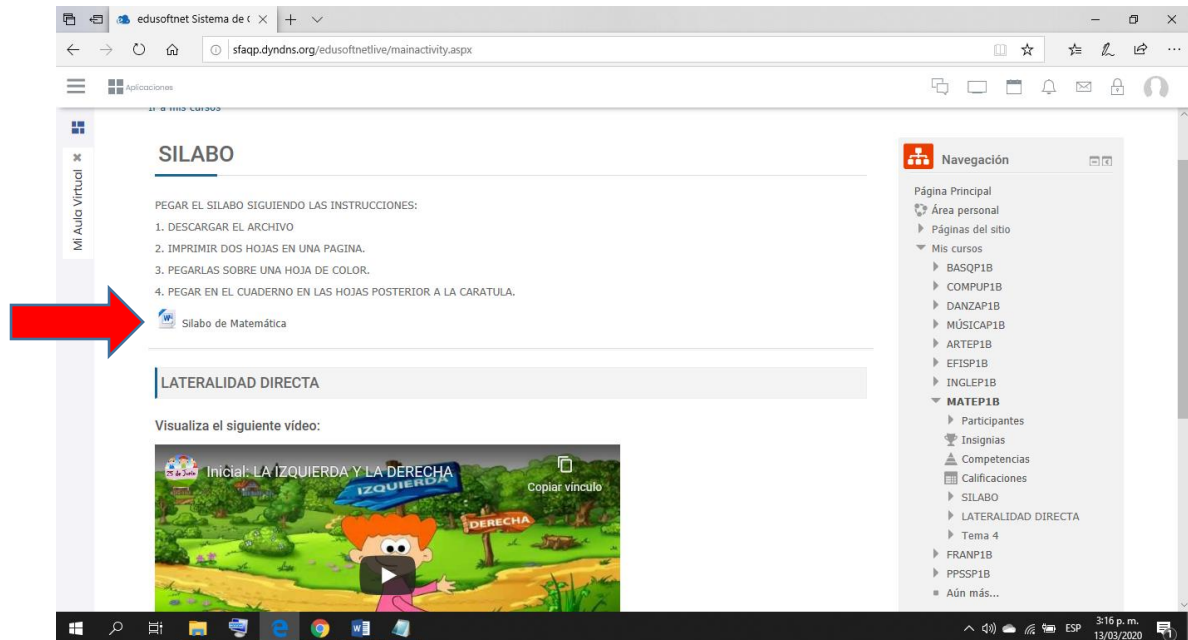 edusoftnet Sistema de
sfaqp.dyndns.org/edusoftnetlive/mainactivity.aspx
Aplicaciones
Ir a mis cursos
Mi Aula Virtual
SILABO
PEGAR EL SILABO SIGUIENDO LAS INSTRUCCIONES:
1. DESCARGAR EL ARCHIVO
2. IMPRIMIR DOS HOJAS EN UNA PAGINA.
3. PEGARLAS SOBRE UNA HOJA DE COLOR.
4. PEGAR EN EL CUADERNO EN LAS HOJAS POSTERIOR A LA CARATULA.
Silabo de Matemática
LATERALIDAD DIRECTA
Visualiza el siguiente vídeo:
Inicial: LA IZQUIERDA Y LA DERECHA
Copiar vínculo
IZQUIERDA
DERECHA
Navegación
Página Principal
Área personal
Páginas del sitio
Mis cursos
BASQP1B
COMPUP1B
DANZAP1B
MÚSICAP1B
ARTEP1B
EFISP1B
INGLEP1B
MATEP1B
Participantes
Insignias
Competencias
Calificaciones
SILABO
LATERALIDAD DIRECTA
Tema 4
FRANP1B
PPSSP1B
Aún más...
ESP
3:16 p. m.
13/03/2020